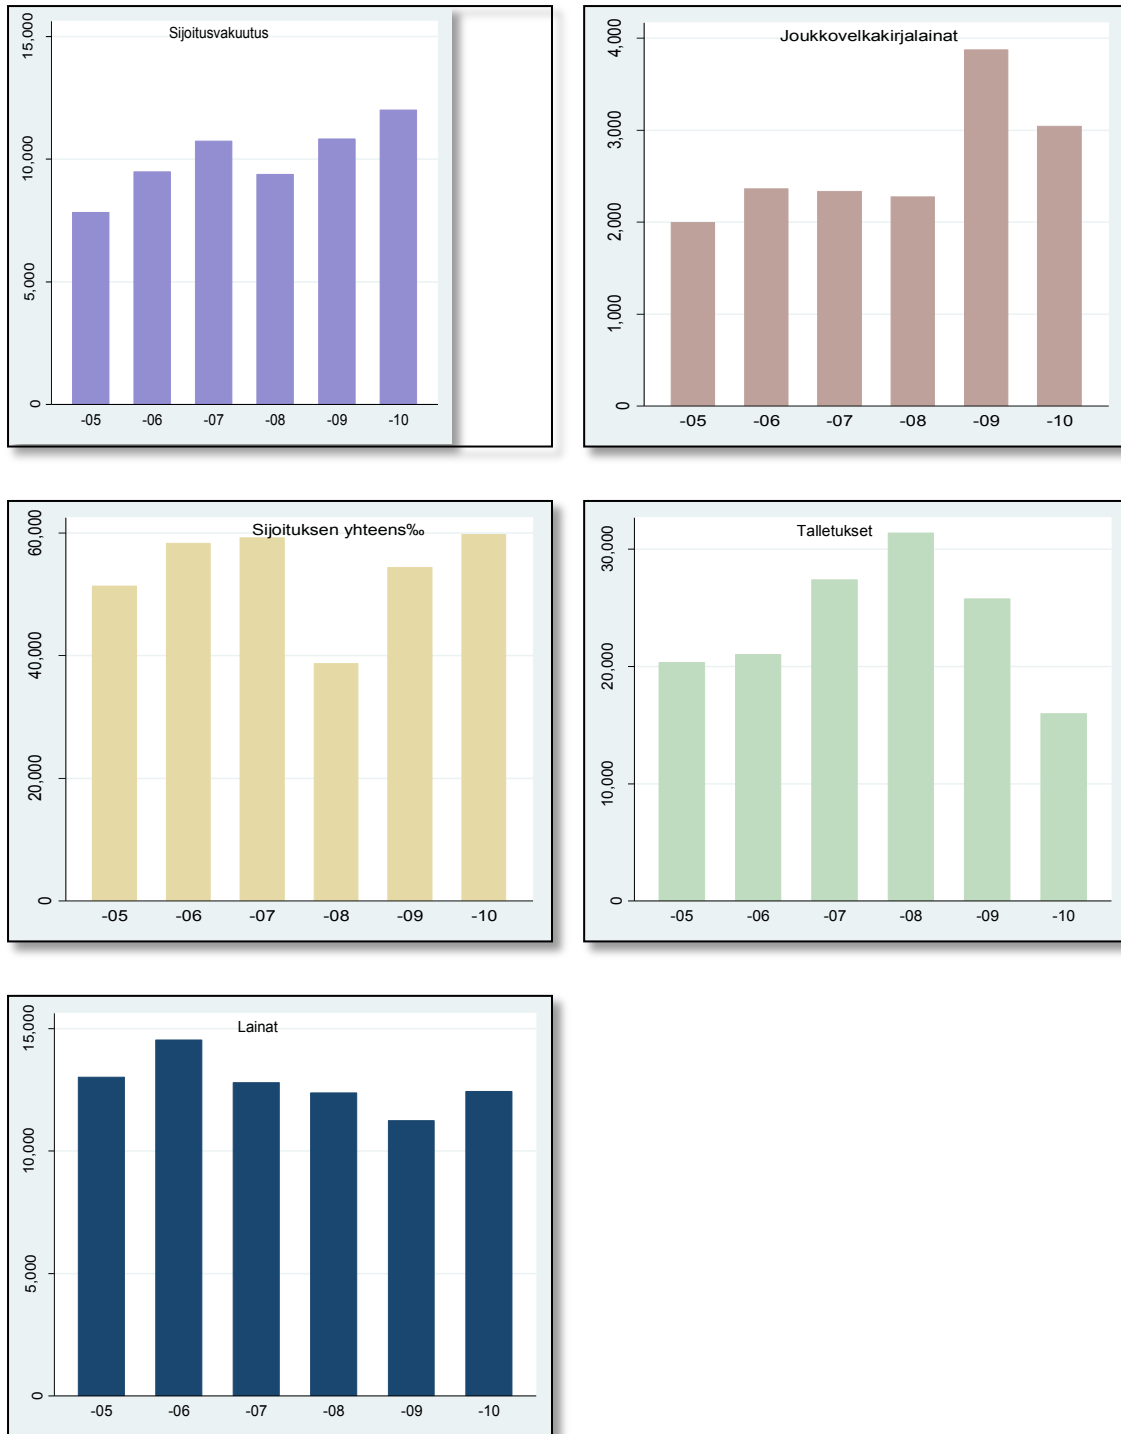 Sijoitusvakuutus
15,000
10,000
5,000
0
-05 -06 -07 -08 -09 -10
Joukkovelkakirjalainat
4,000
3,000
2,000
1,000
0
-05 -06 -07 -08 -09 -10
Sijoituksen yhteens‰
60,000
40,000
20,000
0
-05 -06 -07 -08 -09 -10
Talletukset
30,000
20,000
10,000
0
-05 -06 -07 -08 -09 -10
Lainat
15,000
10,000
5,000
0
-05 -06 -07 -08 -09 -10